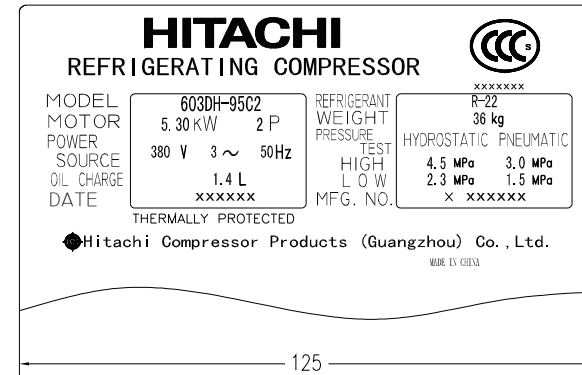 HITACHI
REFRIGERATING COMPRESSOR
CCC S
xxxxxxx
MODEL 603DH-95C2
MOTOR 5.30KW 2P
POWER SOURCE 380 V 3~ 50Hz
OIL CHARGE 1.4 L
DATE xxxxxx
THERMALLY PROTECTED
REFRIGERANT R-22
WEIGHT 36 kg
PRESSURE TEST HYDROSTATIC PNEUMATIC
HIGH 4.5 MPa 3.0 MPa
LOW 2.3 MPa 1.5 MPa
MFG. NO. X xxxxxx
Hitachi Compressor Products (Guangzhou) Co.,Ltd.
MADE IN CHINA
125